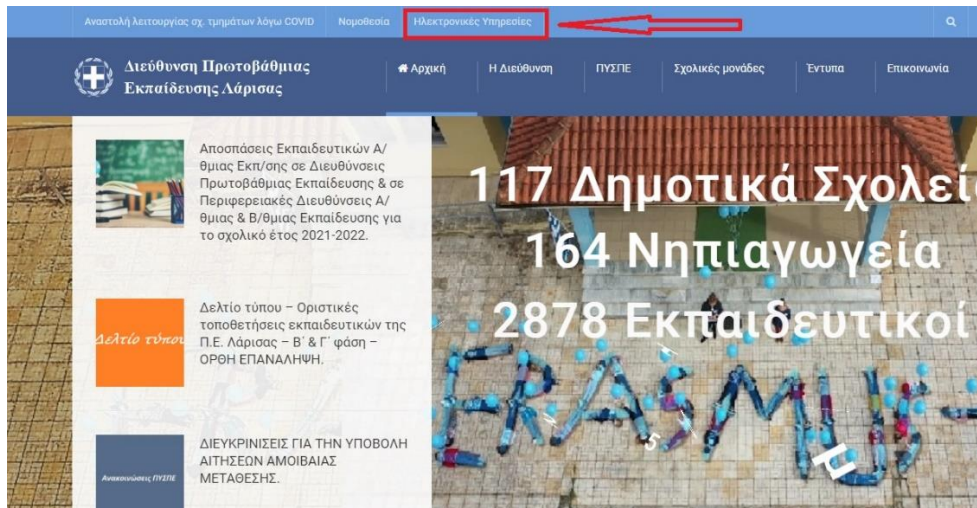 Αναστολή λειτουργίας σχ. τμημάτων λόγω COVID Νομοθεσία Ηλεκτρονικές Υπηρεσίες
Διεύθυνση Πρωτοβάθμιας
Εκπαίδευσης Λάρισας
Αρχική Η Διεύθυνση ΠΥΣΠΕ Σχολικές μονάδες Έντυπα Επικοινωνία
Αποσπάσεις Εκπαιδευτικών Α/
θμιας Εκπ/σης σε Διευθύνσεις
Πρωτοβάθμιας Εκπαίδευσης & σε
Περιφερειακές Διευθύνσεις Α/
θμιας & Β/θμιας Εκπαίδευσης για
το σχολικό έτος 2021-2022.
Δελτίο τύπου
Δελτίο τύπου – Οριστικές
τοποθετήσεις εκπαιδευτικών της
Π.Ε. Λάρισας – Β΄ & Γ΄ φάση –
ΟΡΘΗ ΕΠΑΝΑΛΗΨΗ.
Ανακοινώσεις ΠΥΣΠΕ
ΔΙΕΥΚΡΙΝΙΣΕΙΣ ΓΙΑ ΤΗΝ ΥΠΟΒΟΛΗ
ΑΙΤΗΣΕΩΝ ΑΜΟΙΒΑΙΑΣ
ΜΕΤΑΘΕΣΗΣ.
117 Δημοτικά Σχολεί
164 Νηπιαγωγεία
2878 Εκπαιδευτικοί
ERASMU
5
μ